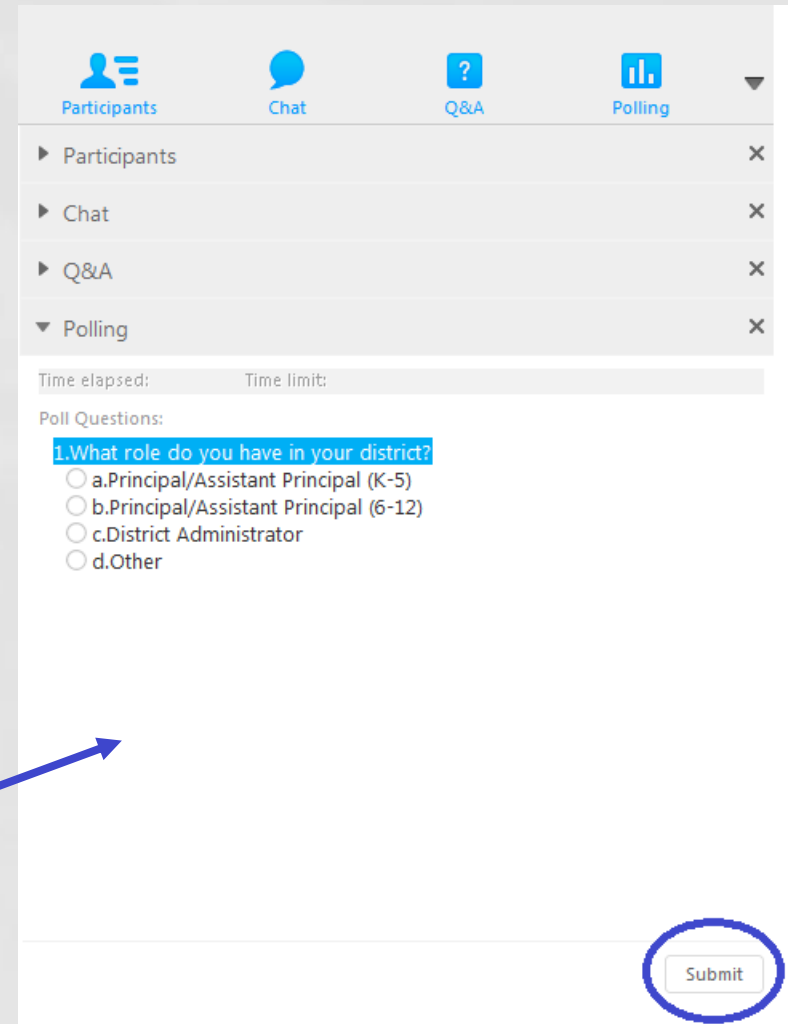 Participants Chat Q&A Polling
Participants
Chat
Q&A
Polling
Time elapsed: Time limit:
Poll Questions:
1.What role do you have in your district?
a.Principal/Assistant Principal (K-5)
b.Principal/Assistant Principal (6-12)
c.District Administrator
d.Other
Submit